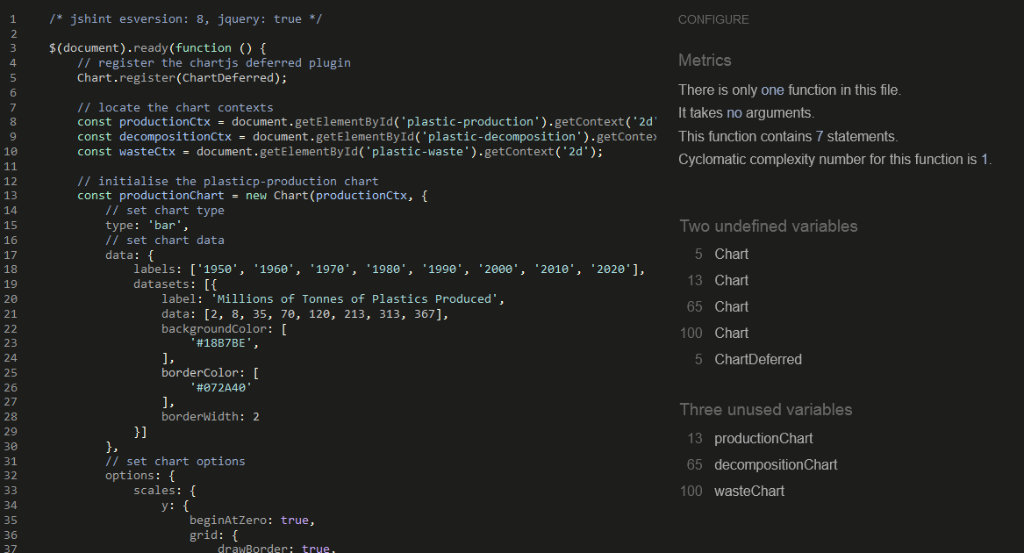 1 /* jshint esversion: 8, jquery: true */
2
3 $(document).ready(function () {
4 // register the chartjs deferred plugin
5 Chart.register(ChartDeferred);
6
7 // locate the chart contexts
8 const productionCtx = document.getElementById('plastic-production').getContext('2d'
9 const decompositionCtx = document.getElementById('plastic-decomposition').getContex
10 const wasteCtx = document.getElementById('plastic-waste').getContext('2d');
11
12 // initialise the plasticp-production chart
13 const productionChart = new Chart(productionCtx, {
14 // set chart type
15 type: 'bar',
16 // set chart data
17 data: {
18 labels: ['1950', '1960', '1970', '1980', '1990', '2000', '2010', '2020'],
19 datasets: [{
20 label: 'Millions of Tonnes of Plastics Produced',
21 data: [2, 8, 35, 70, 120, 213, 313, 367],
22 backgroundColor: [
23 '#18B7BE',
24 ],
25 borderColor: [
26 '#072A40'
27 ],
28 borderWidth: 2
29 }]
30 },
31 // set chart options
32 options: {
33 scales: {
34 y: {
35 beginAtZero: true,
36 grid: {
37 drawBorder: true,
CONFIGURE
Metrics
There is only one function in this file.
It takes no arguments.
This function contains 7 statements.
Cyclomatic complexity number for this function is 1.
Two undefined variables
5 Chart
13 Chart
65 Chart
100 Chart
5 ChartDeferred
Three unused variables
13 productionChart
65 decompositionChart
100 wasteChart